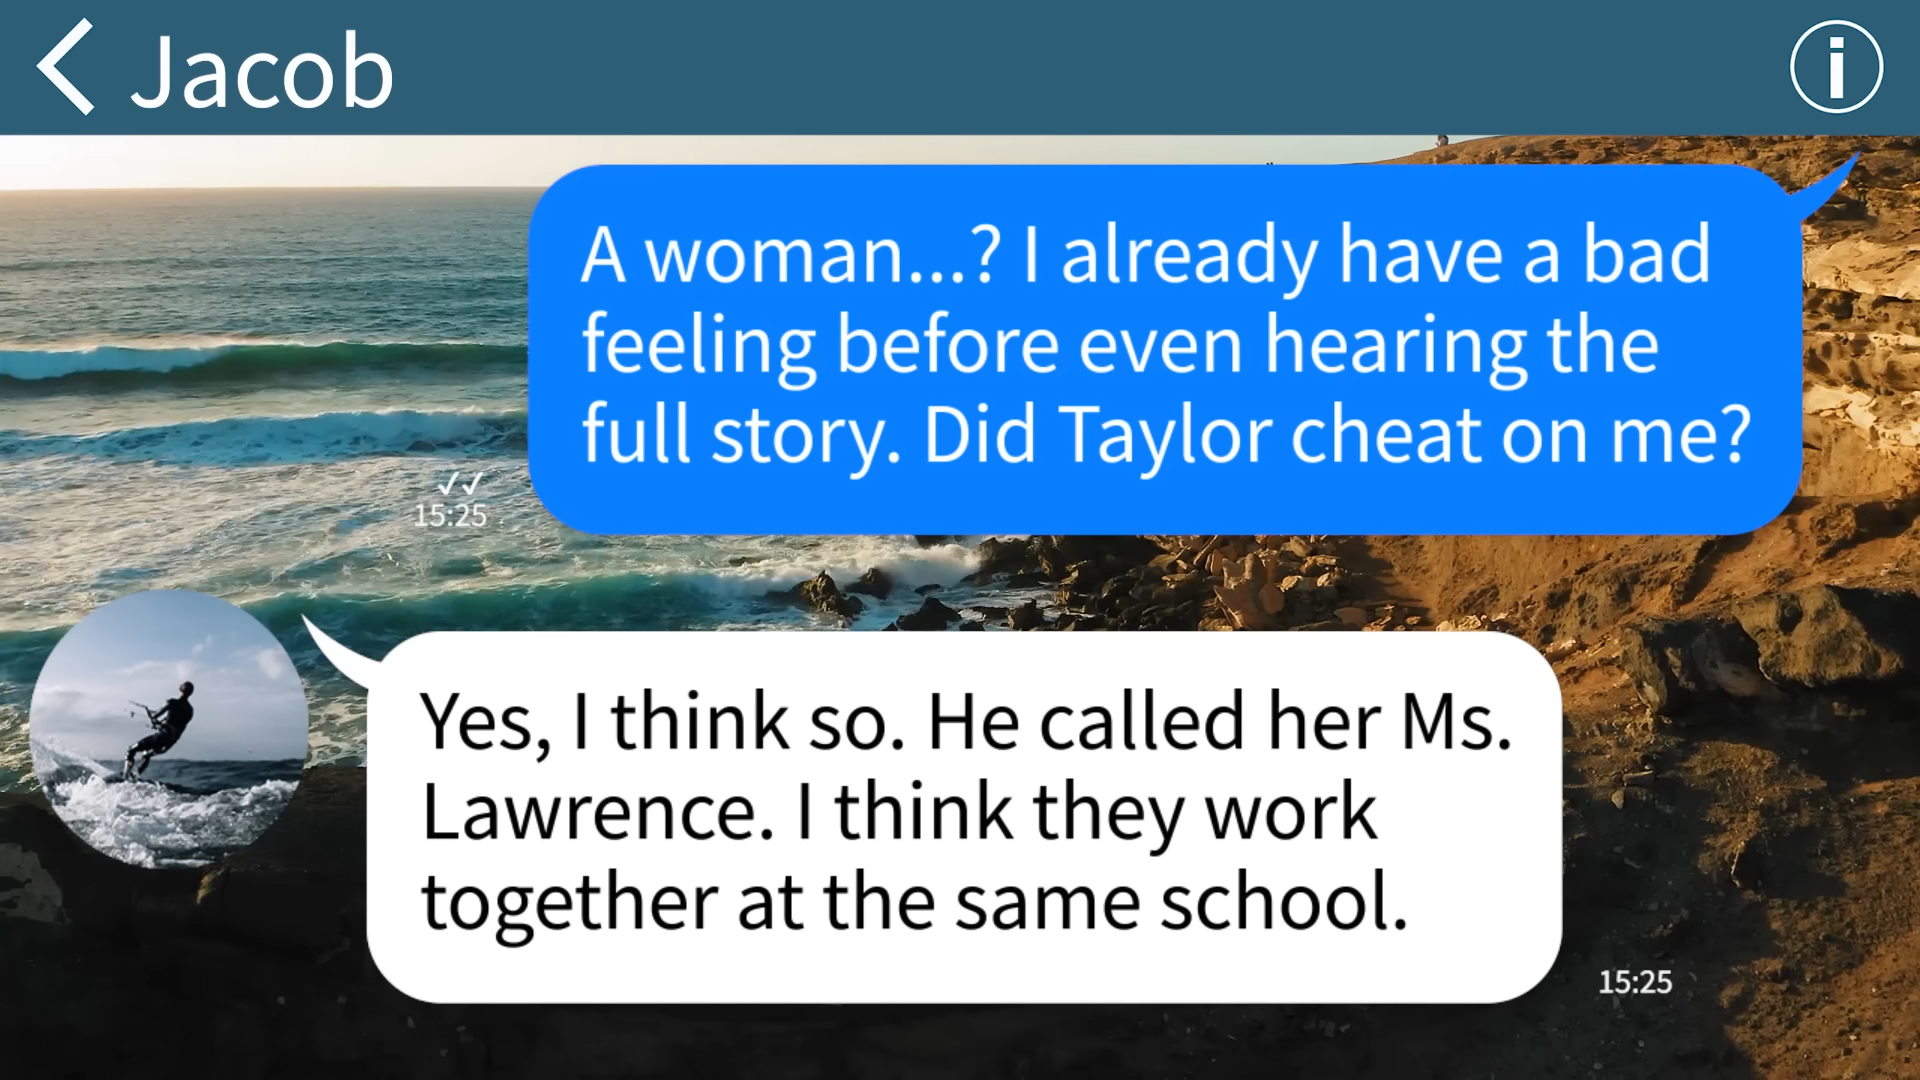 Jacob
A woman...? I already have a bad
feeling before even hearing the
full story. Did Taylor cheat on me?
15:25
Yes, I think so. He called her Ms.
Lawrence. I think they work
together at the same school.
15:25